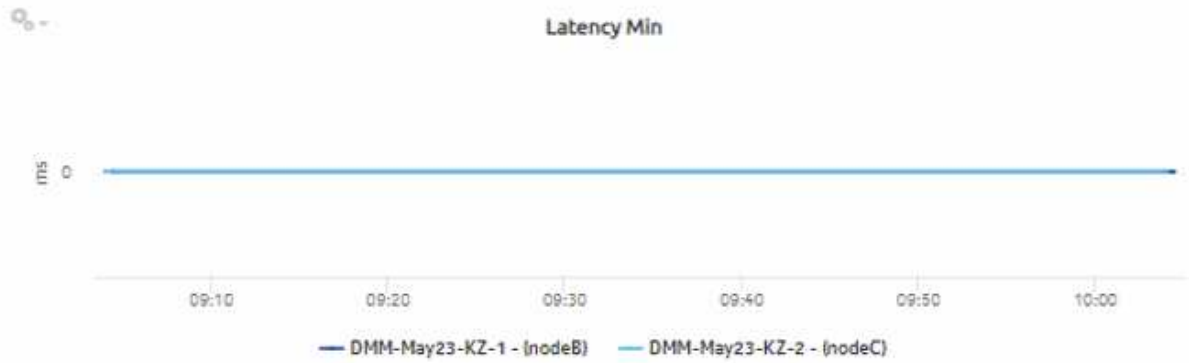 Latency Min
ms 0
09:10 09:20 09:30 09:40 09:50 10:00
DMM-May23-KZ-1 - (nodeB) DMM-May23-KZ-2 - (nodeC)